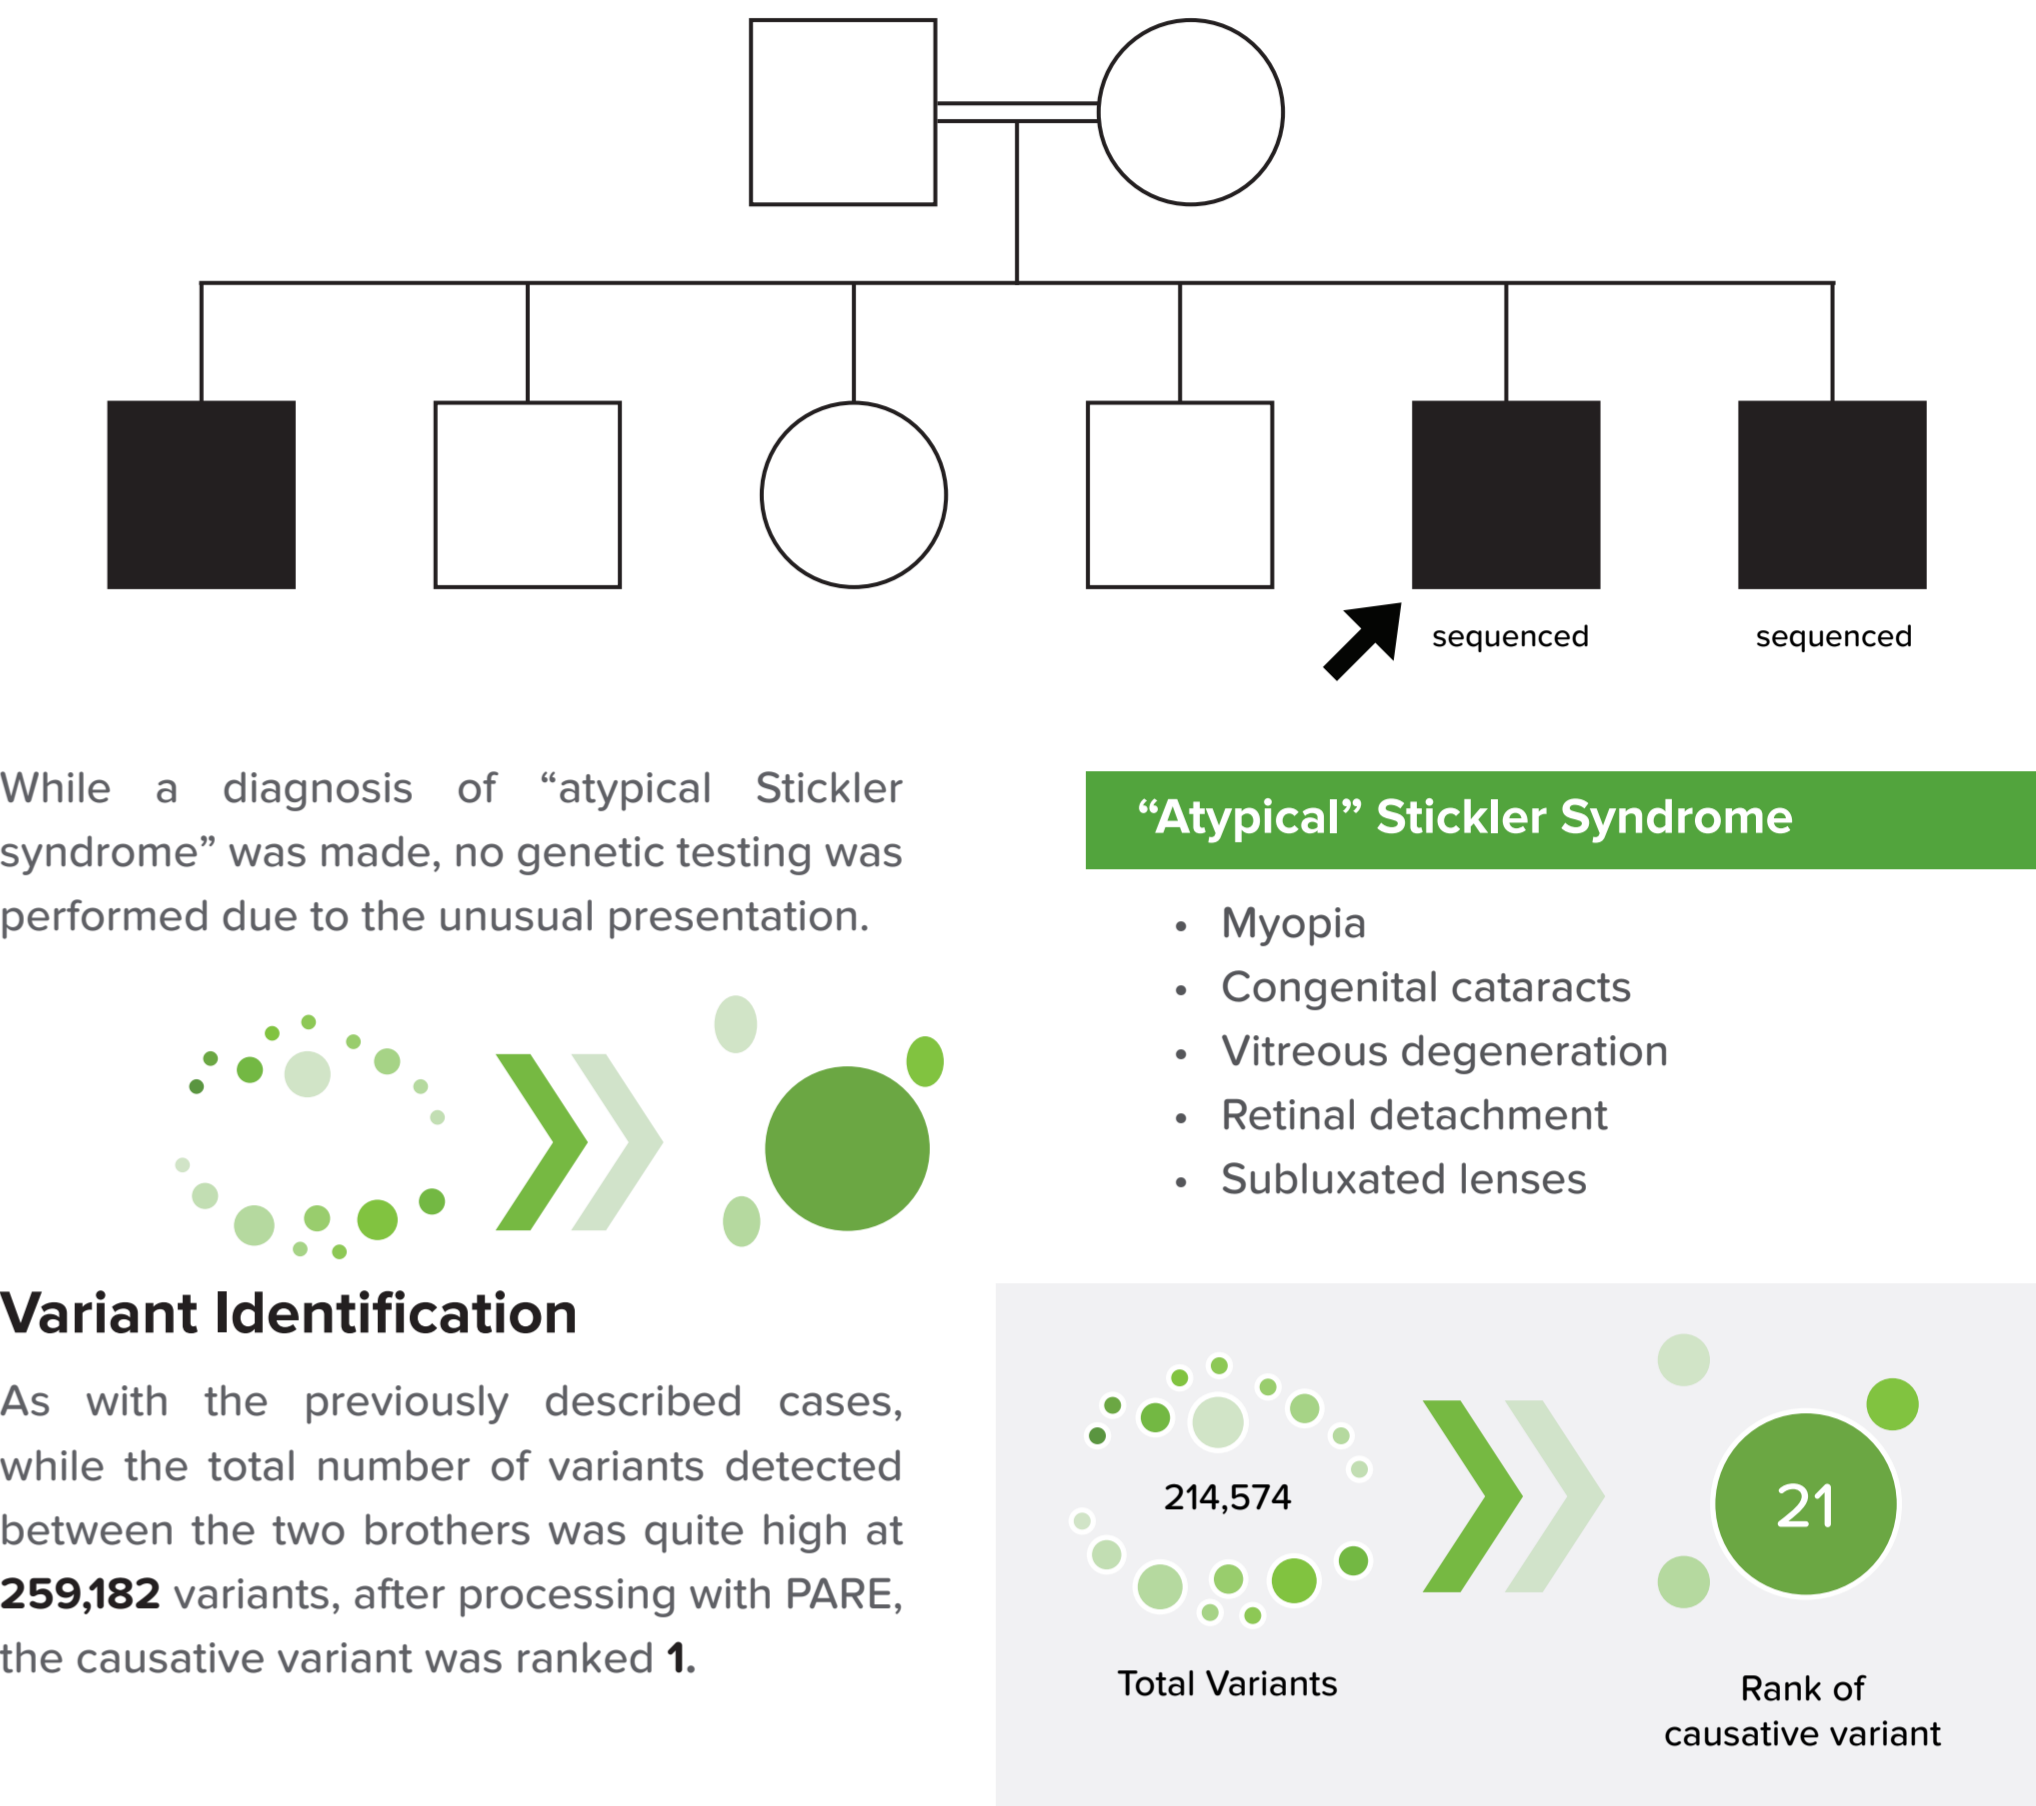 sequenced
sequenced
While a diagnosis of “atypical Stickler
syndrome” was made, no genetic testing was
performed due to the unusual presentation.
“Atypical” Stickler Syndrome
• Myopia
• Congenital cataracts
• Vitreous degeneration
• Retinal detachment
• Subluxated lenses
Variant Identification
As with the previously described cases,
while the total number of variants detected
between the two brothers was quite high at
259,182 variants, after processing with PARE,
the causative variant was ranked 1.
214,574
21
Total Variants
Rank of
causative variant